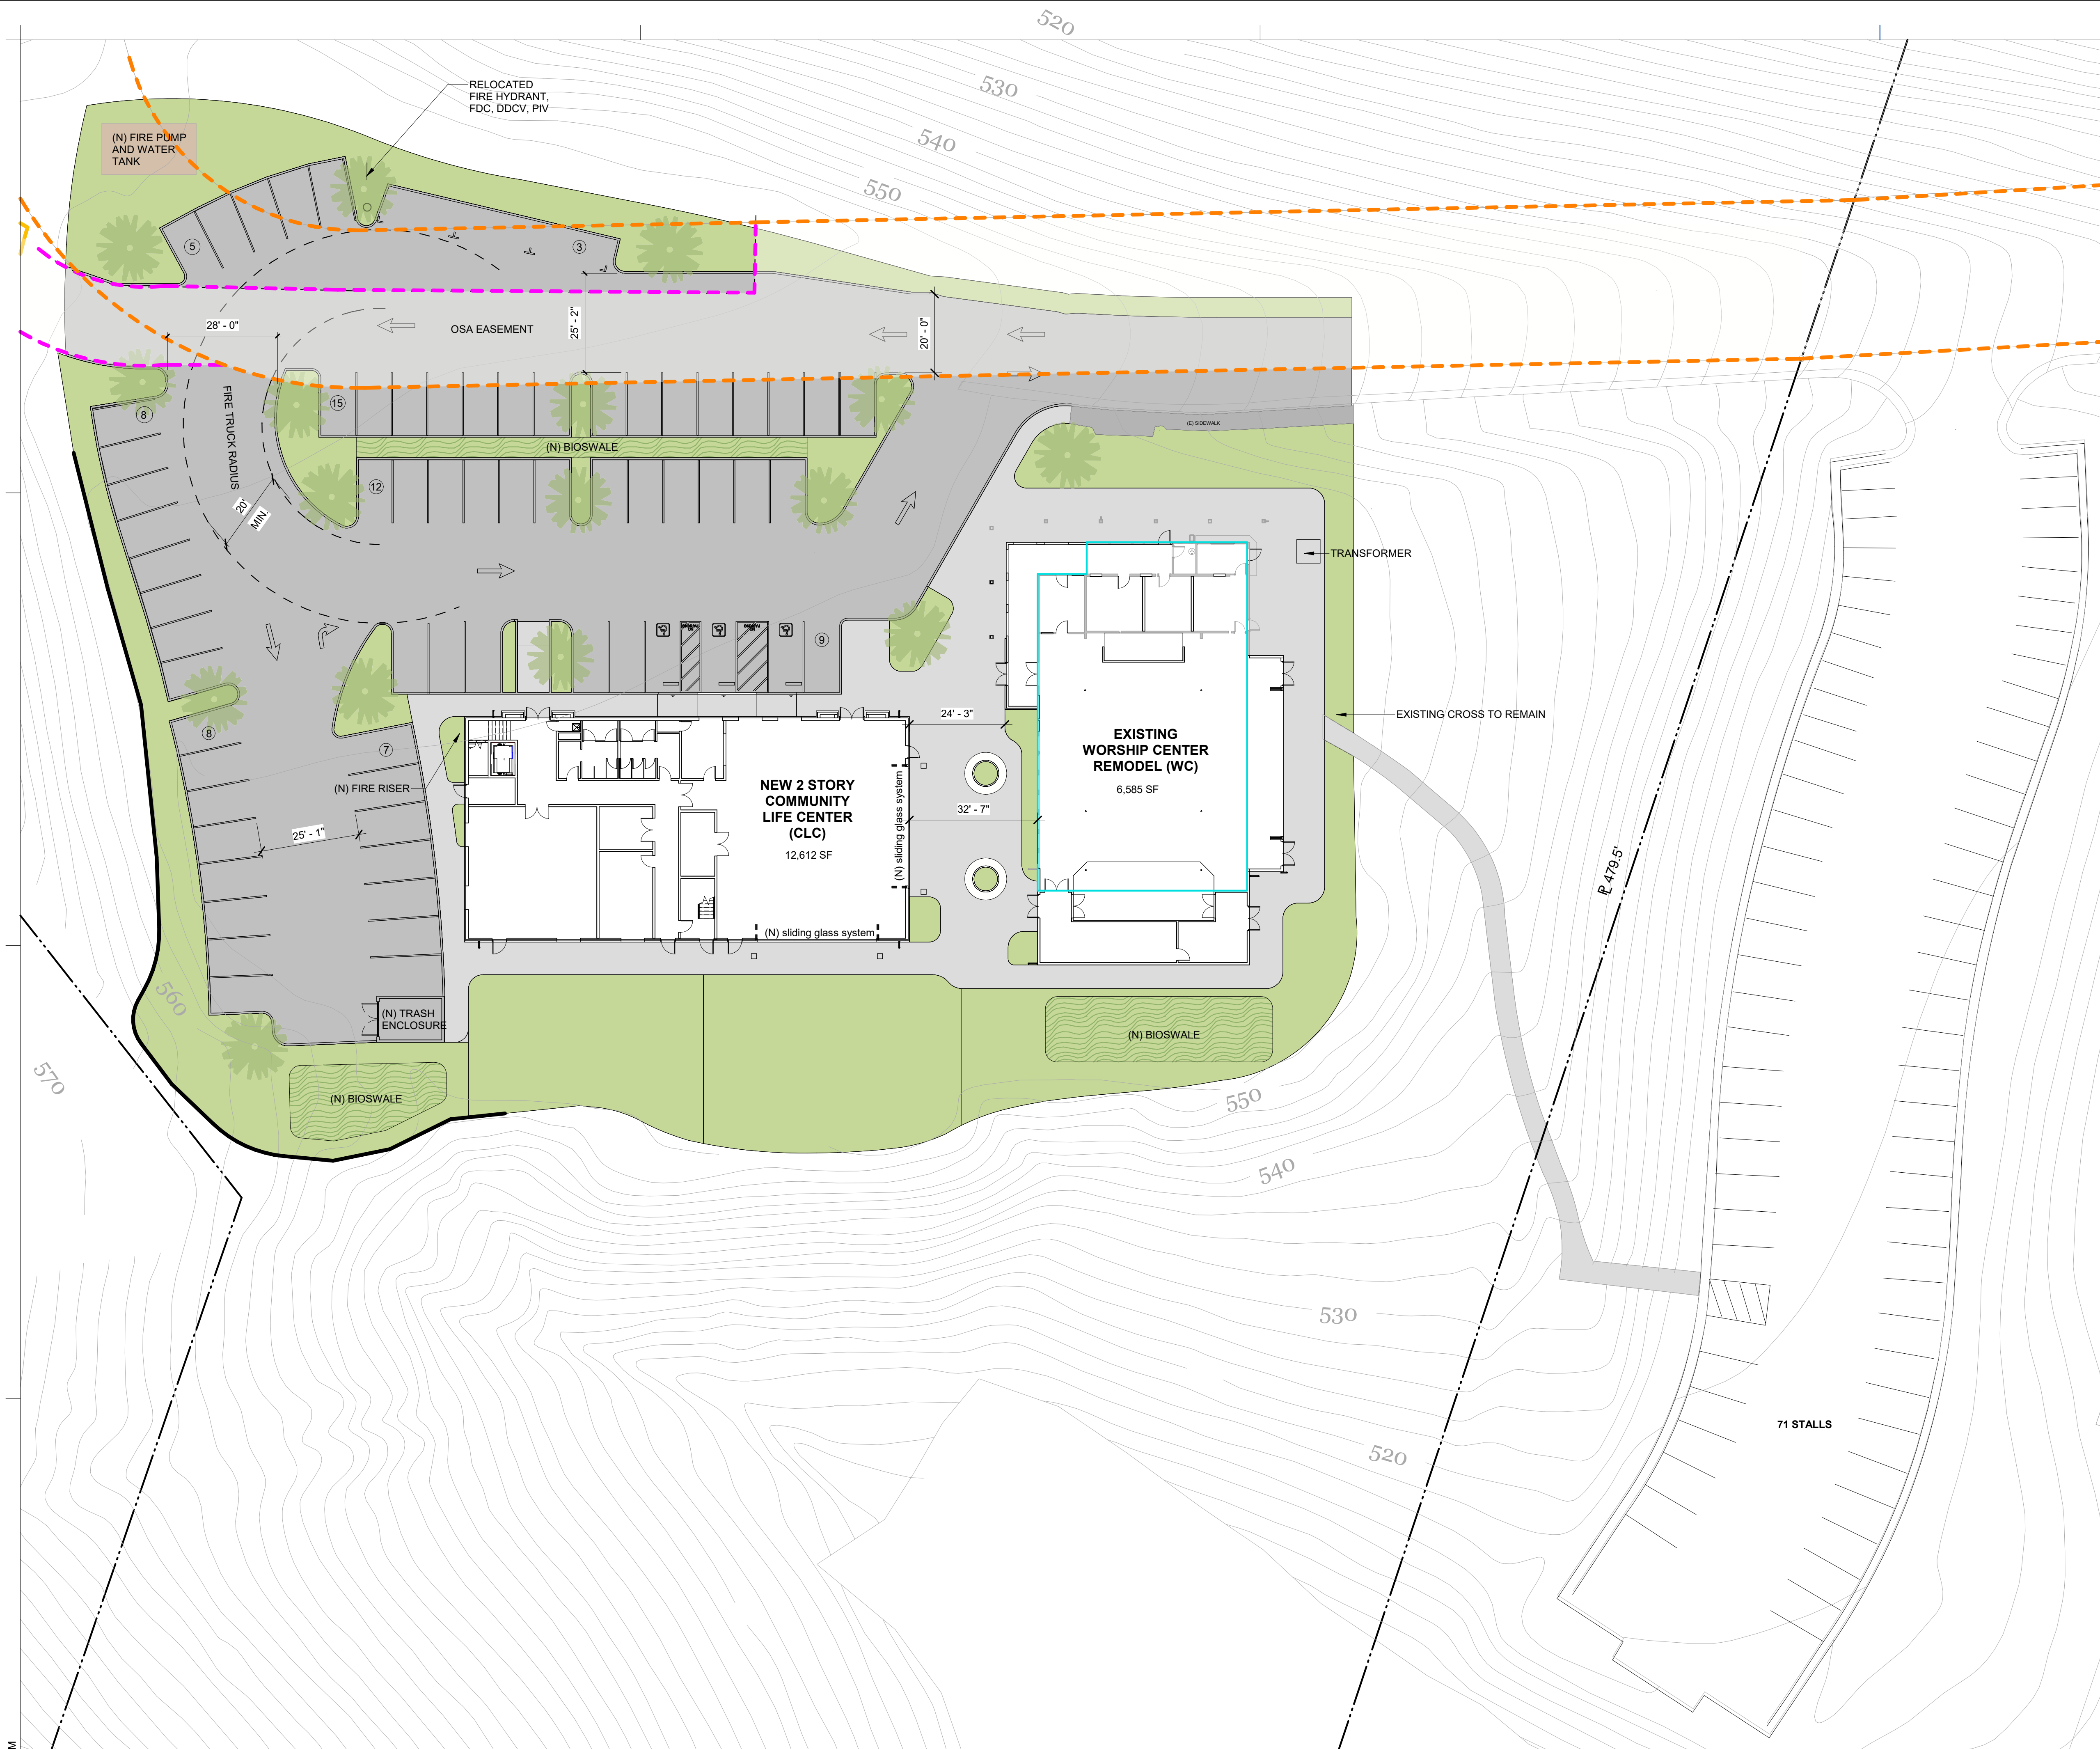 520
530
540
550
RELOCATED
FIRE HYDRANT,
FDC, DDCV, PIV
(N) FIRE PUMP
AND WATER
TANK
5
3
28' - 0"
OSA EASEMENT
25' - 2"
20' - 0"
8
FIRE TRUCK RADIUS
15
(E) SIDEWALK
(N) BIOSWALE
12
20'
MIN.
TRANSFORMER
9
24' - 3"
EXISTING CROSS TO REMAIN
8
7
EXISTING
WORSHIP CENTER
REMODEL (WC)
6,585 SF
(N) FIRE RISER
NEW 2 STORY
COMMUNITY
LIFE CENTER
(CLC)
12,612 SF
(N) sliding glass system
32' - 7"
25' - 1"
PL 479.5'
(N) sliding glass system
560
(N) TRASH
ENCLOSURE
(N) BIOSWALE
570
(N) BIOSWALE
550
540
530
71 STALLS
520
M